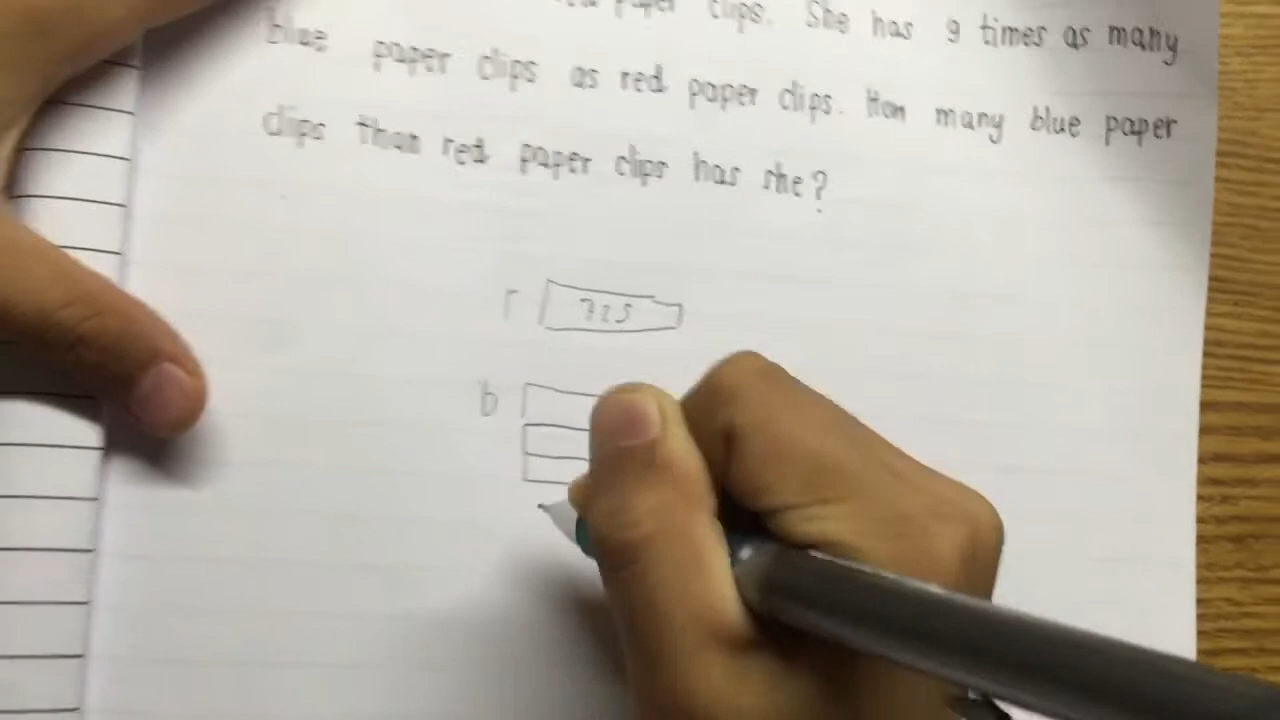 paper clips. She has 9 times as many
blue paper clips as red paper clips. How many blue paper
clips than red paper clips has she?
r 725
b